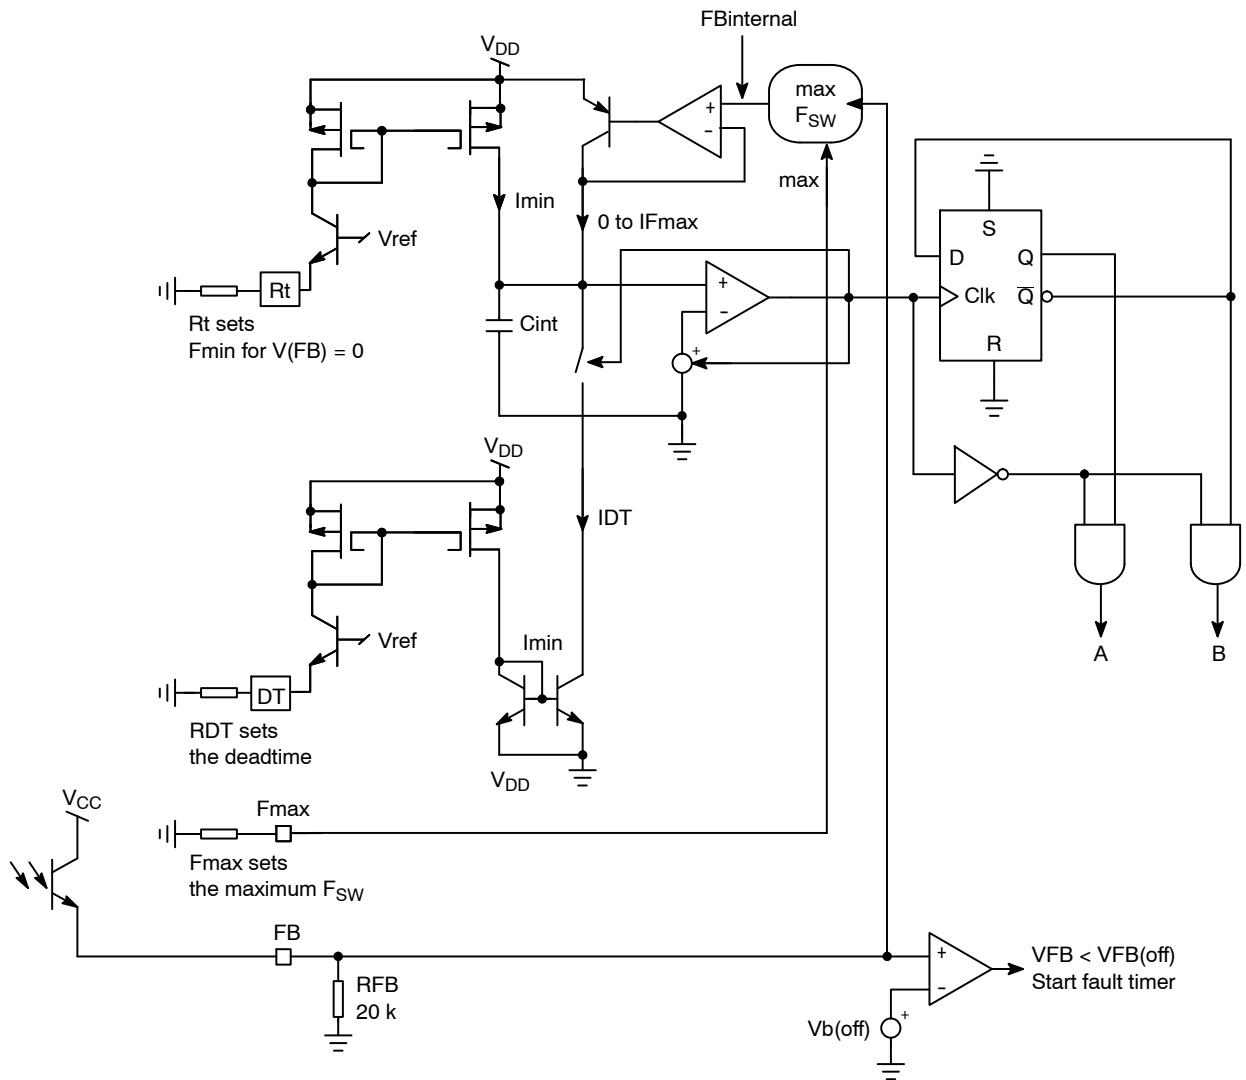 FBinternal
VDD
max
FSW
+
−
max
Imin
0 to IFmax
Vref
Rt
Rt sets
Fmin for V(FB) = 0
Cint
+
−
+
S
D
Q
Clk
Q
R
VDD
IDT
Vref
Imin
DT
RDT sets
the deadtime
VDD
A
B
VCC
Fmax
Fmax sets
the maximum FSW
FB
RFB
20 k
+
−
VFB < VFB(off)
Start fault timer
Vb(off)
+